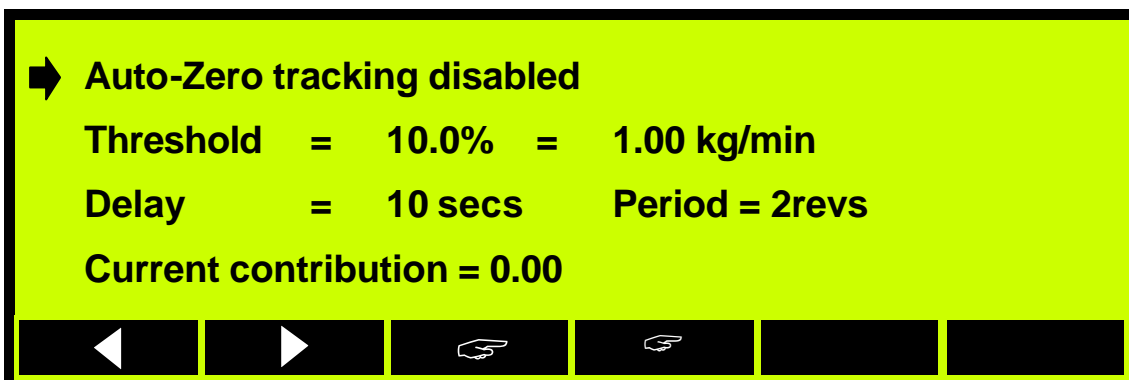 Auto-Zero tracking disabled
Threshold = 10.0% = 1.00 kg/min
Delay = 10 secs Period = 2revs
Current contribution = 0.00